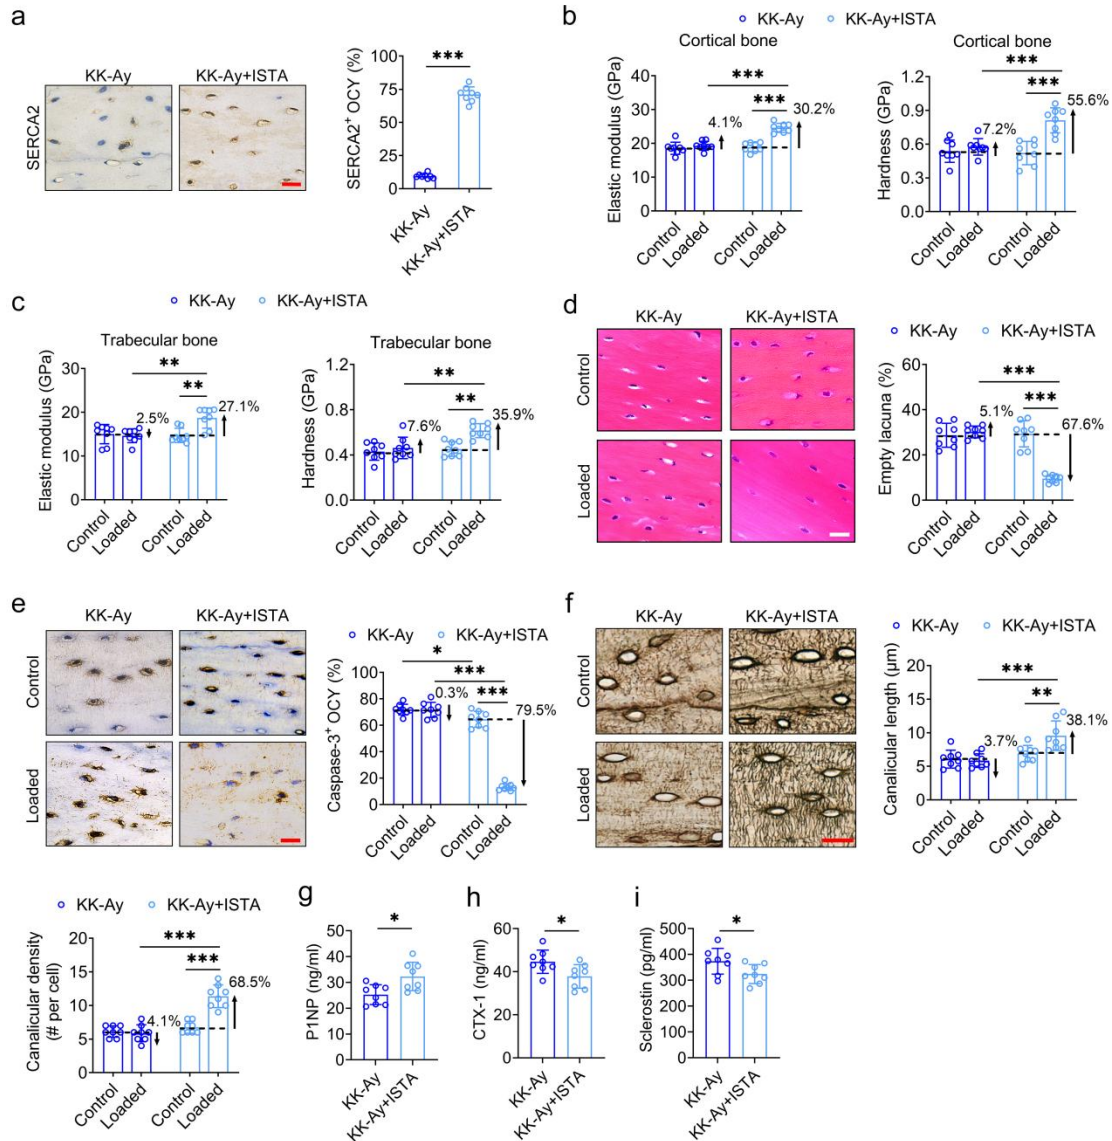 a
KK-Ay
KK-Ay+ISTA
SERCA2
SERCA2+ OCY (%)
100
75
50
25
0
***
KK-Ay
KK-Ay+ISTA
b
KK-Ay
KK-Ay+ISTA
Cortical bone
Elastic modulus (GPa)
40
30
20
10
0
***
***
4.1%
30.2%
Control
Loaded
Control
Loaded
Cortical bone
Hardness (GPa)
1.2
0.9
0.6
0.3
0.0
***
***
7.2%
55.6%
Control
Loaded
Control
Loaded
c
KK-Ay
KK-Ay+ISTA
Trabecular bone
Elastic modulus (GPa)
30
20
10
0
**
**
2.5%
27.1%
Control
Loaded
Control
Loaded
Trabecular bone
Hardness (GPa)
1.2
0.8
0.4
0.0
**
**
7.6%
35.9%
Control
Loaded
Control
Loaded
d
KK-Ay
KK-Ay+ISTA
Control
Loaded
KK-Ay
KK-Ay+ISTA
Empty lacuna (%)
60
40
20
0
***
***
5.1%
67.6%
Control
Loaded
Control
Loaded
e
KK-Ay
KK-Ay+ISTA
Control
Loaded
KK-Ay
KK-Ay+ISTA
Caspase-3+ OCY (%)
100
80
60
40
20
0
*
***
***
0.3%
79.5%
Control
Loaded
Control
Loaded
f
KK-Ay
KK-Ay+ISTA
Control
Loaded
KK-Ay
KK-Ay+ISTA
Canalicular length (μm)
20
15
10
5
0
***
**
3.7%
38.1%
Control
Loaded
Control
Loaded
KK-Ay
KK-Ay+ISTA
Canalicular density
(# per cell)
20
15
10
5
0
***
***
4.1%
68.5%
Control
Loaded
Control
Loaded
g
P1NP (ng/ml)
50
40
30
20
10
0
*
KK-Ay
KK-Ay+ISTA
h
CTX-1 (ng/ml)
60
40
20
0
*
KK-Ay
KK-Ay+ISTA
i
Sclerostin (pg/ml)
500
400
300
200
100
0
*
KK-Ay
KK-Ay+ISTA